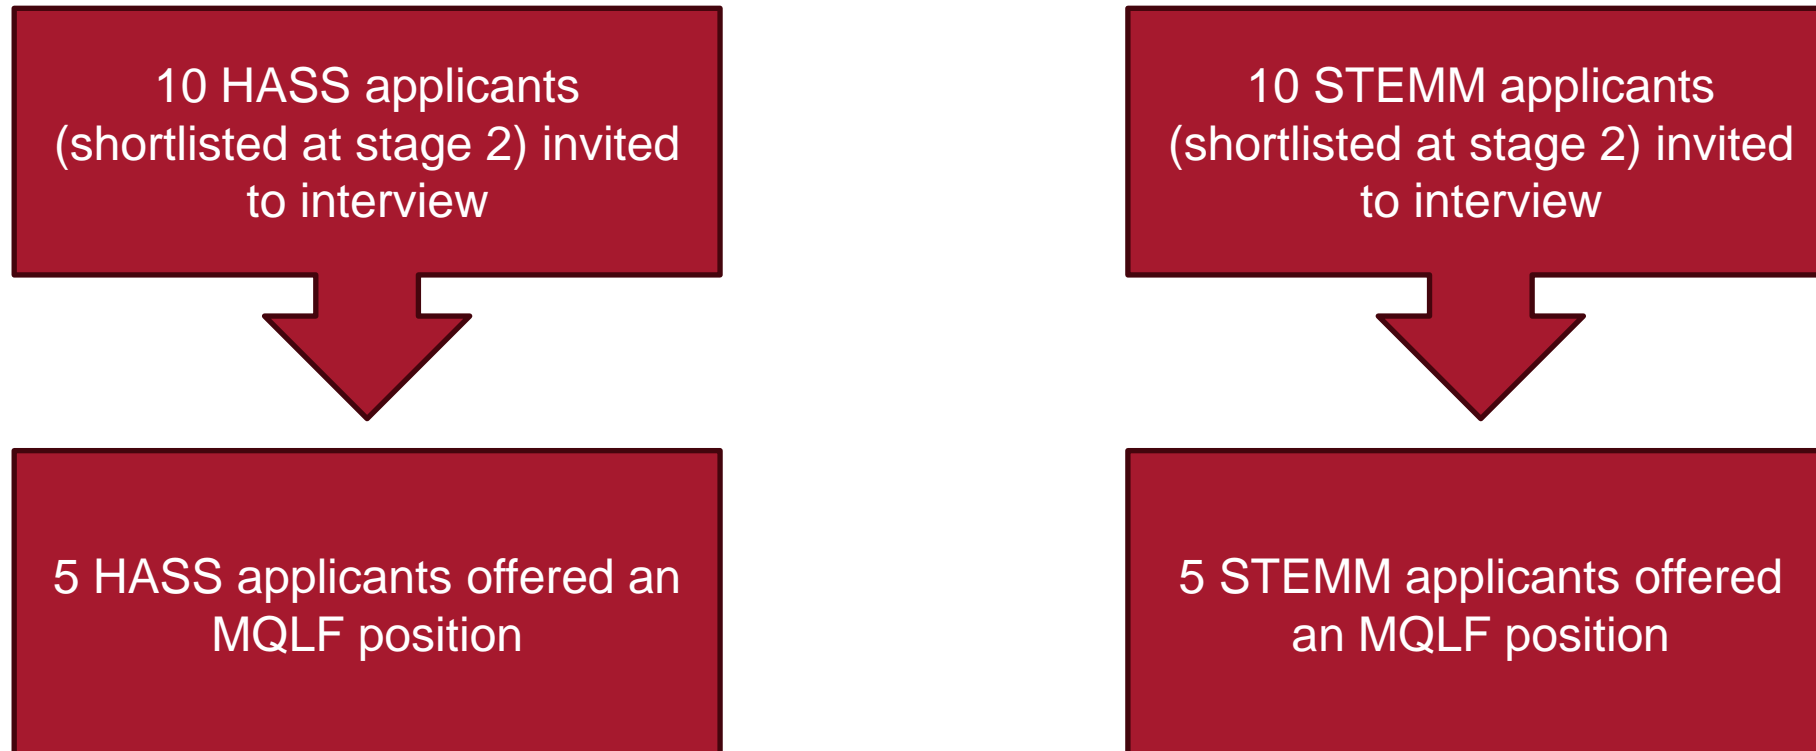 10 HASS applicants
(shortlisted at stage 2) invited
to interview
5 HASS applicants offered an
MQLF position
10 STEMM applicants
(shortlisted at stage 2) invited
to interview
5 STEMM applicants offered
an MQLF position